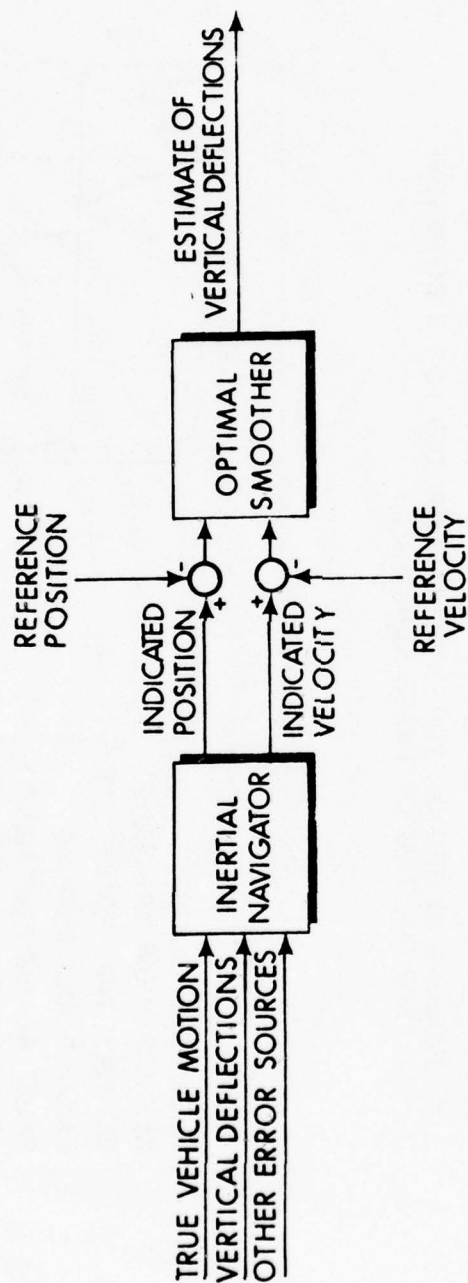 TRUE VEHICLE MOTION
VERTICAL DEFLECTIONS
OTHER ERROR SOURCES
INERTIAL
NAVIGATOR
INDICATED
POSITION
+
-
REFERENCE
POSITION
INDICATED
VELOCITY
+
-
REFERENCE
VELOCITY
OPTIMAL
SMOOTHER
ESTIMATE OF
VERTICAL DEFLECTIONS